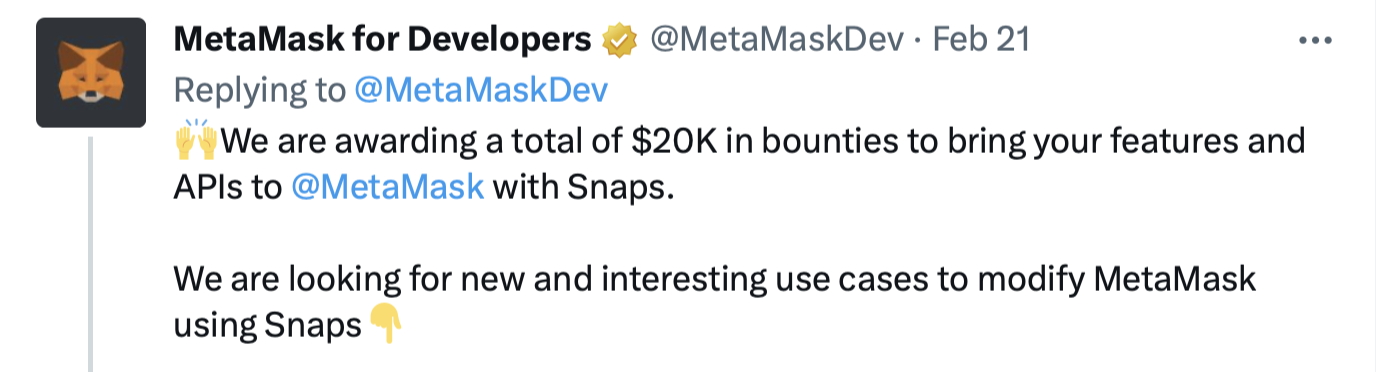 MetaMask for Developers @MetaMaskDev · Feb 21
Replying to @MetaMaskDev
🙌We are awarding a total of $20K in bounties to bring your features and
APIs to @MetaMask with Snaps.
We are looking for new and interesting use cases to modify MetaMask
using Snaps👇